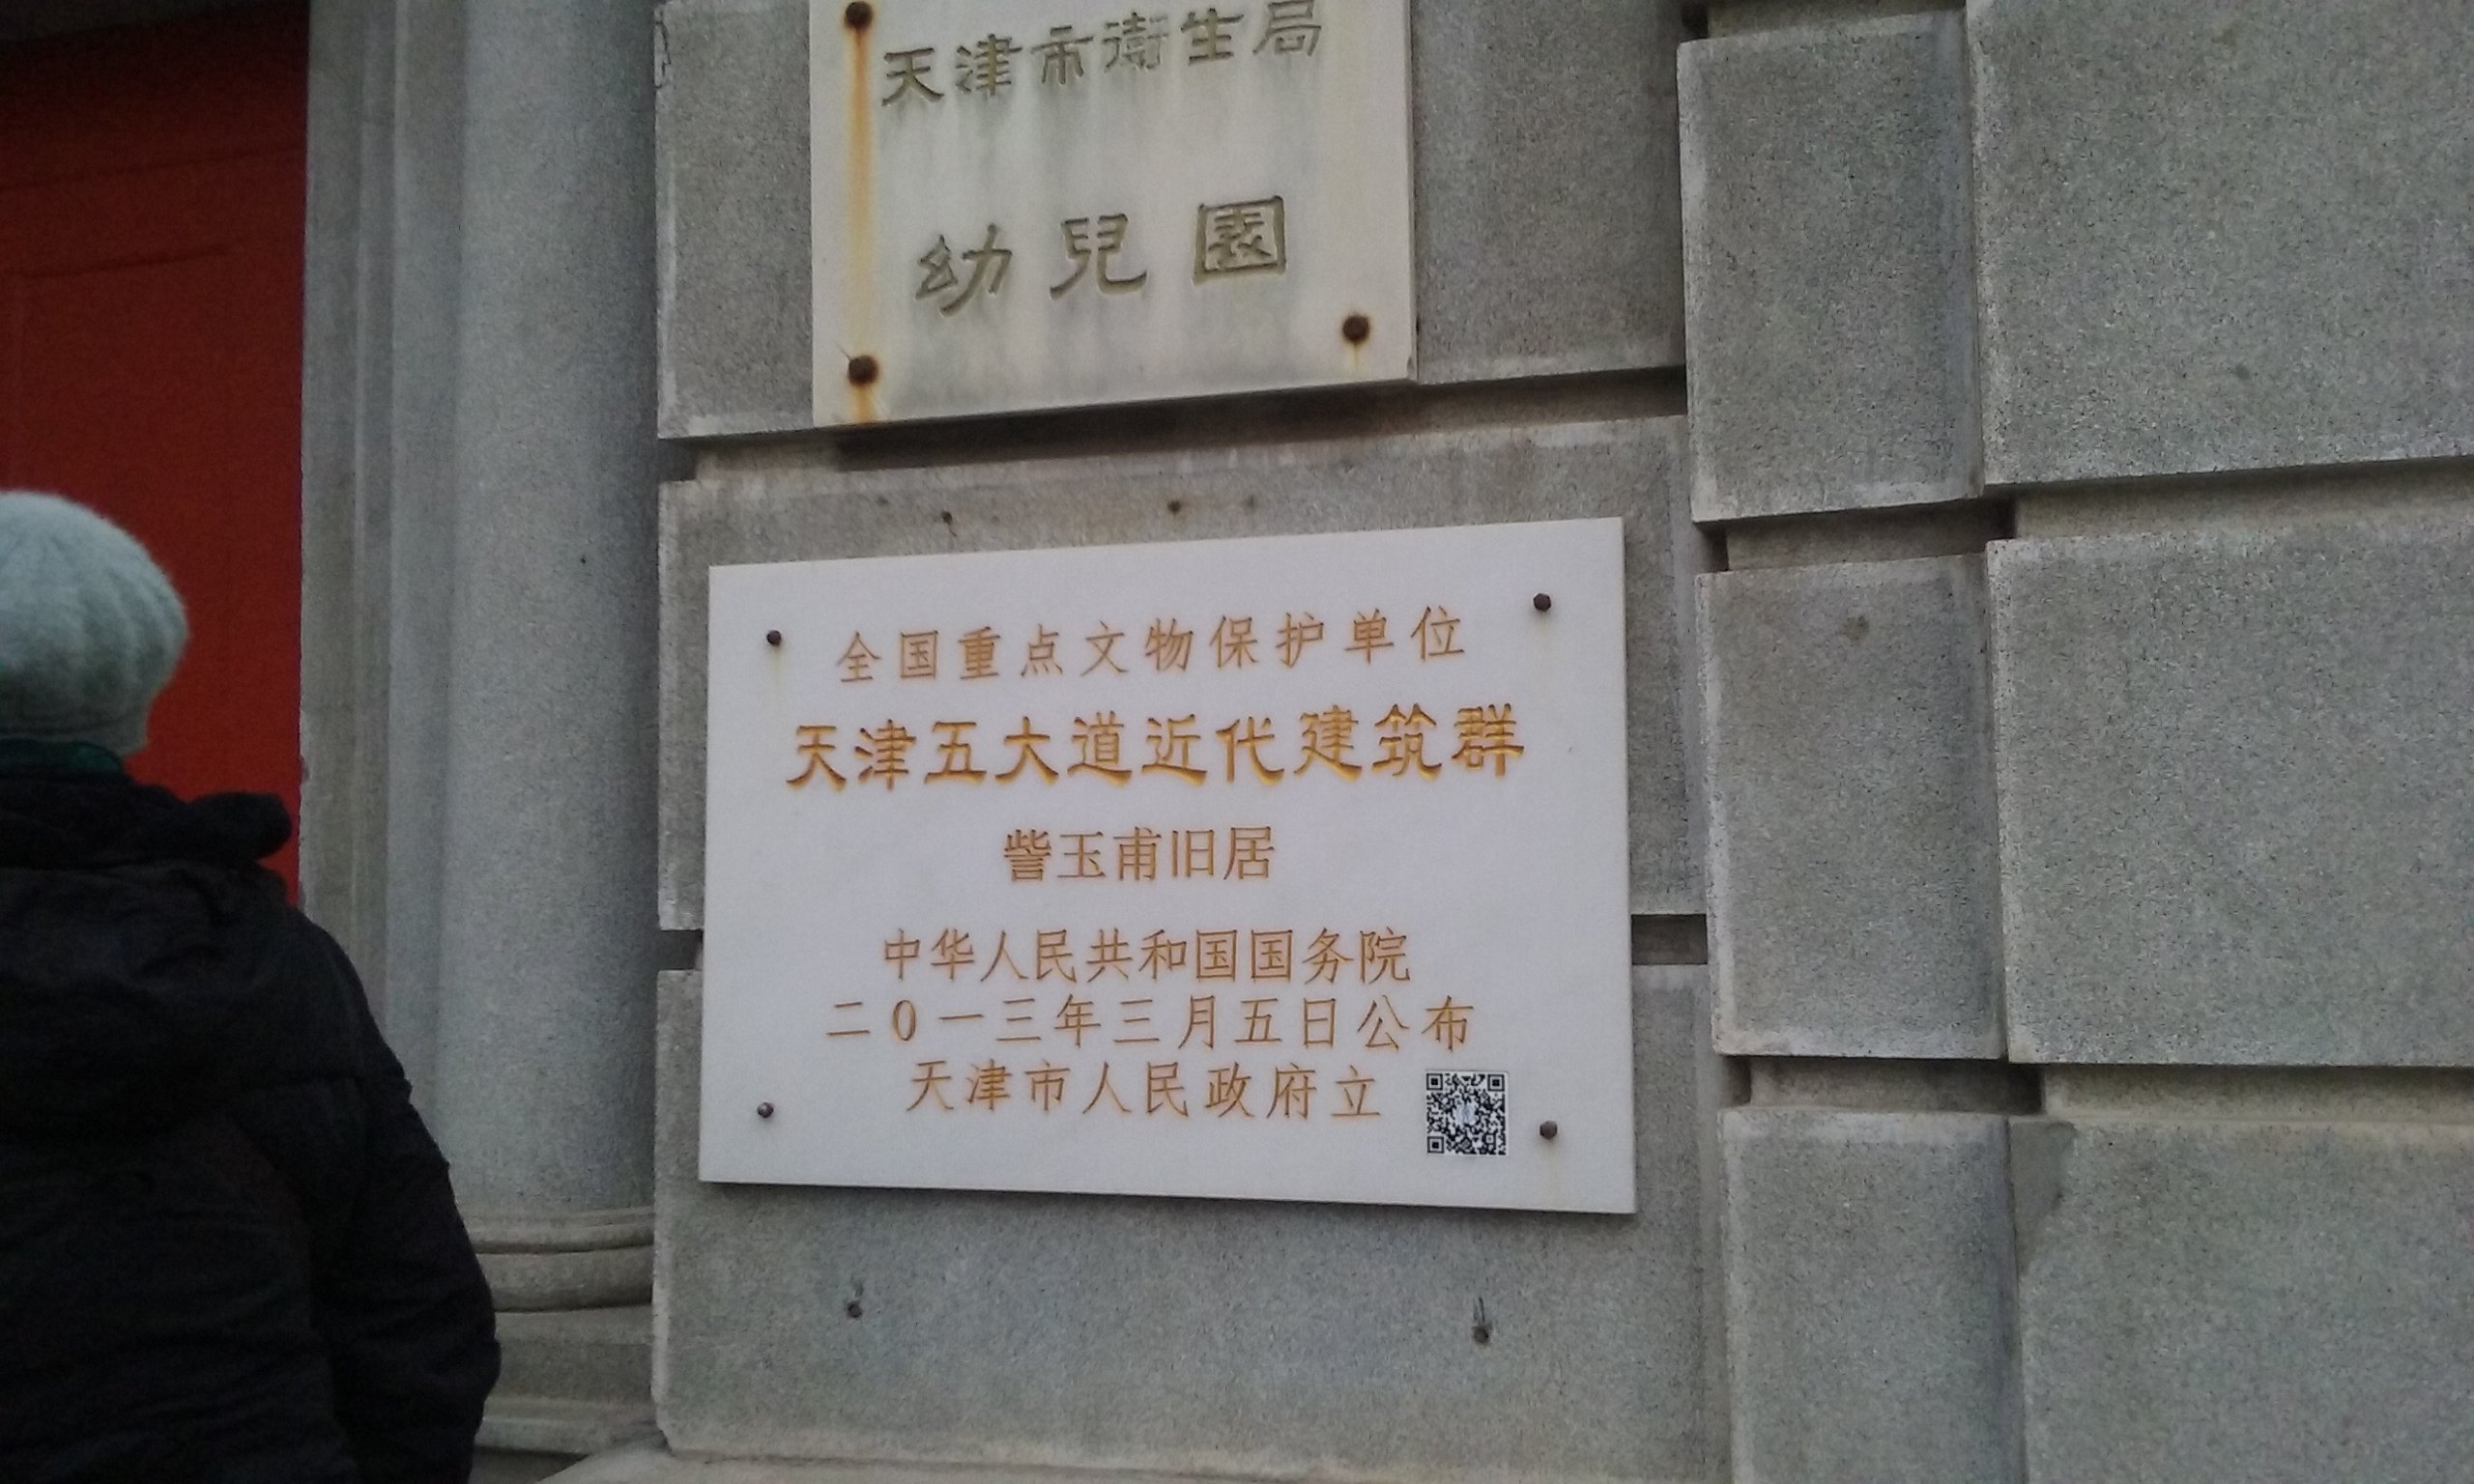 天津市衛生局
幼兒園
全国重点文物保护单位
天津五大道近代建筑群
訾玉甫旧居
中华人民共和国国务院
二0一三年三月五日公布
天津市人民政府立